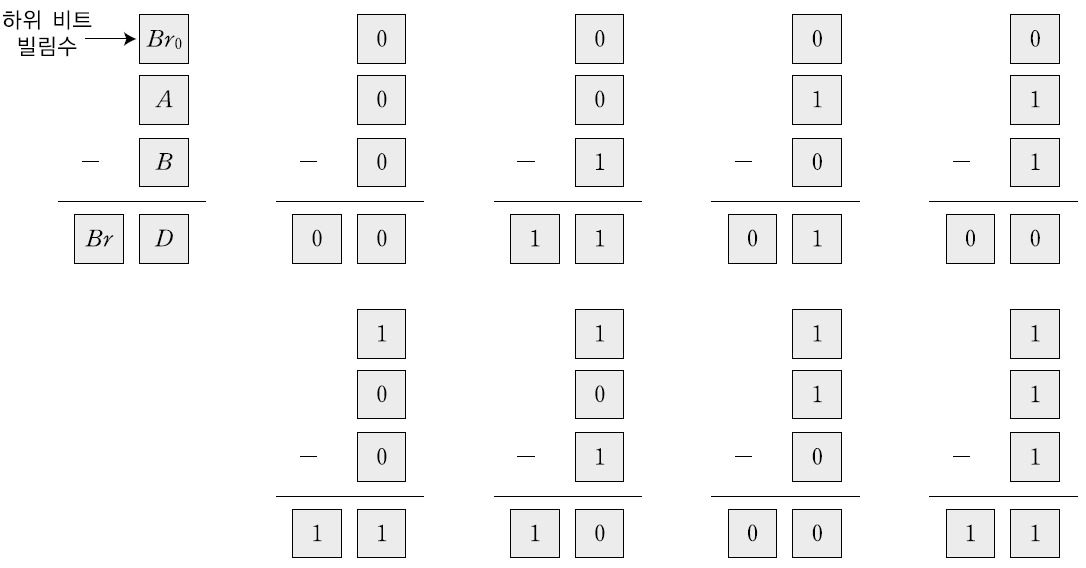 하위 비트
빌림수
Br₀ 0 0 0 0
A 0 0 1 1
− B − 0 − 1 − 0 − 1
Br D 0 0 1 1 0 1 0 0
1 1 1 1
0 0 1 1
− 0 − 1 − 0 − 1
1 1 1 0 0 0 1 1